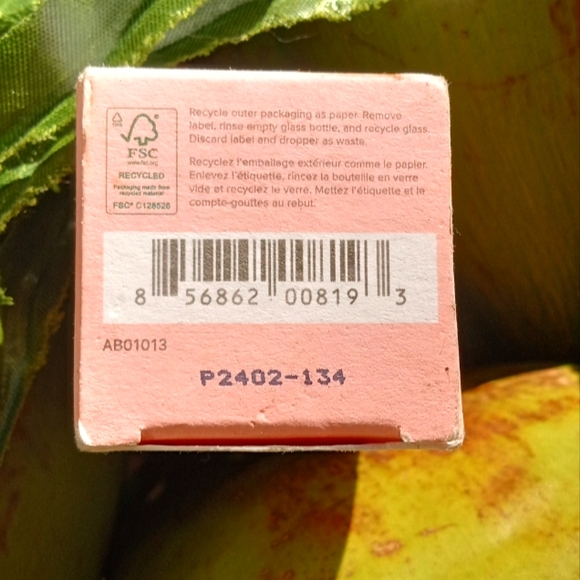 Recycle outer packaging as paper. Remove
label, rinse empty glass bottle, and recycle glass.
Discard label and dropper as waste.
Recyclez l'emballage extérieur comme le papier.
Enlevez l'étiquette, rincez la bouteille en verre
vide et recyclez le verre. Mettez l'étiquette et le
compte-gouttes au rebut.
FSC
www.fsc.org
RECYCLED
Packaging made from
recycled material
FSC® C128526
8 56862 00819 3
AB01013
P2402-134